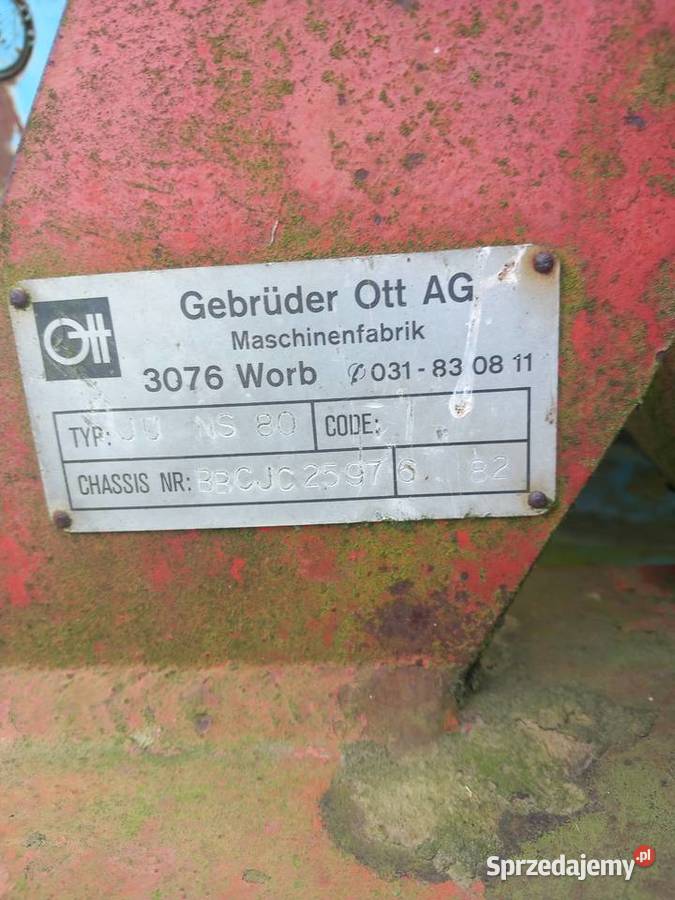 Ott
Gebrüder Ott AG
Maschinenfabrik
3076 Worb ✆ 031-83 08 11
TYP: NS 80 CODE:
CHASSIS NR: BBCJC 2597 6 82
Sprzedajemy.pl